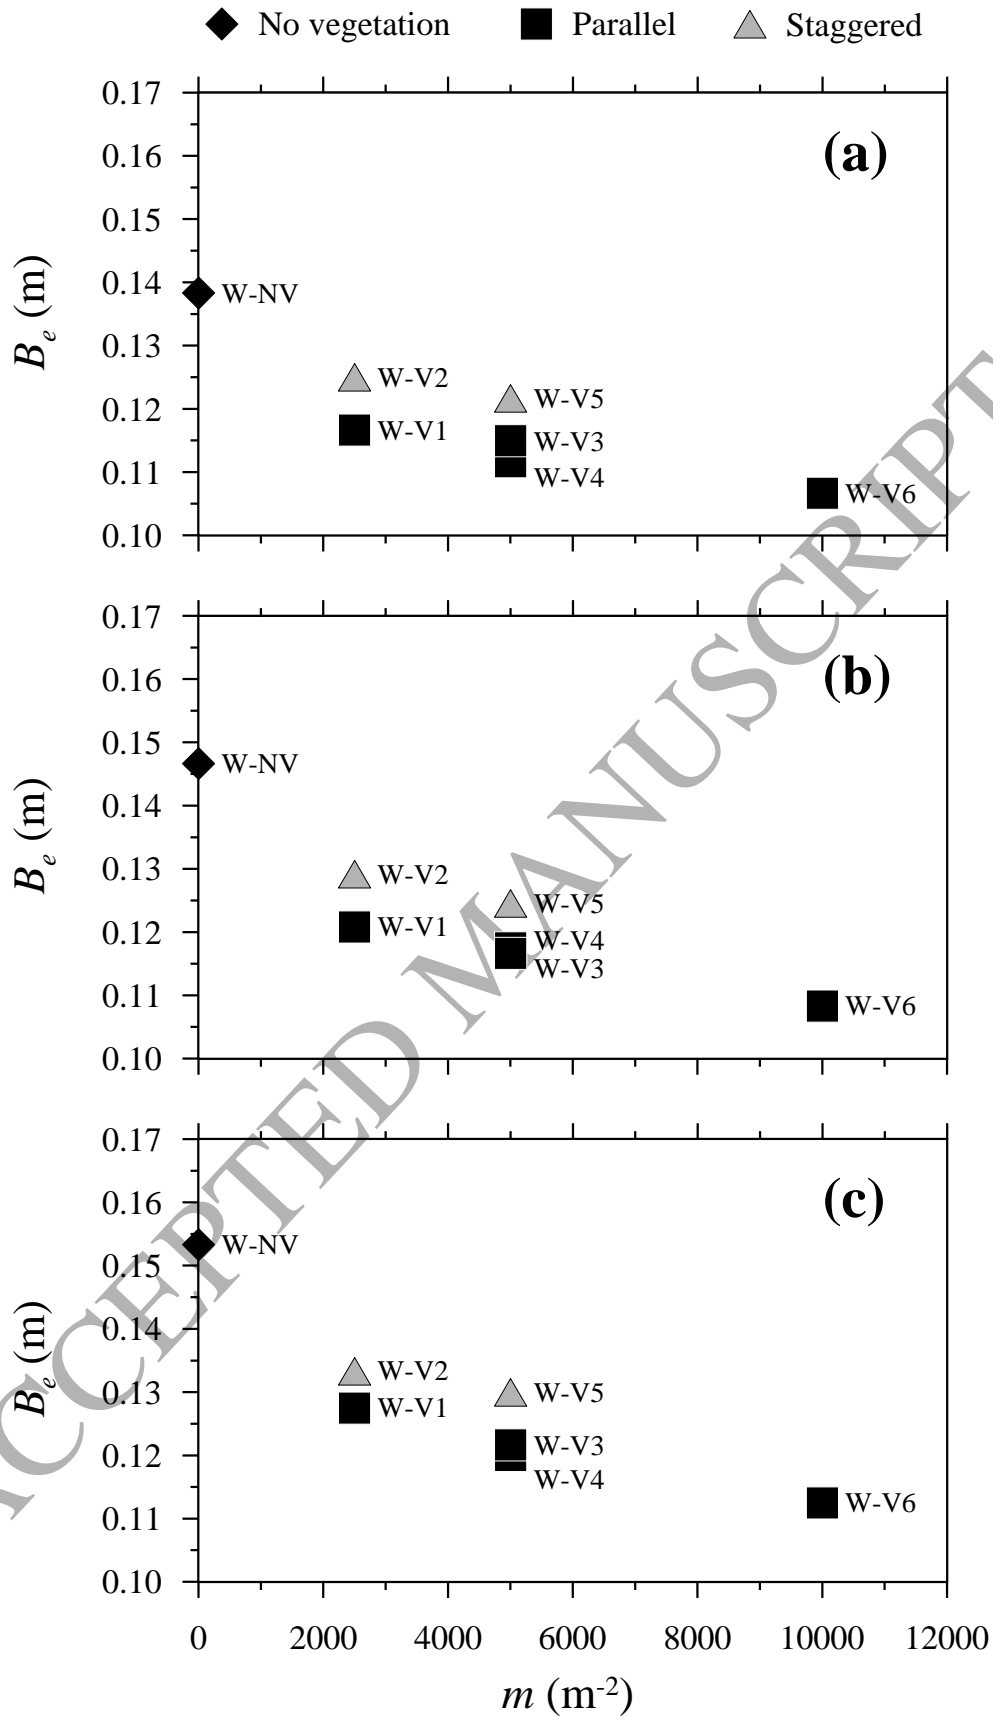 No vegetation Parallel Staggered
0.17
0.16
0.15
0.14
0.13
0.12
0.11
0.10
B_e (m)
(a)
W-NV
W-V2
W-V1
W-V5
W-V3
W-V4
W-V6
0.17
0.16
0.15
0.14
0.13
0.12
0.11
0.10
B_e (m)
(b)
W-NV
W-V2
W-V1
W-V5
W-V4
W-V3
W-V6
0.17
0.16
0.15
0.14
0.13
0.12
0.11
0.10
B_e (m)
(c)
W-NV
W-V2
W-V1
W-V5
W-V3
W-V4
W-V6
0 2000 4000 6000 8000 10000 12000
m (m⁻²)
ACCEPTED MANUSCRIPT